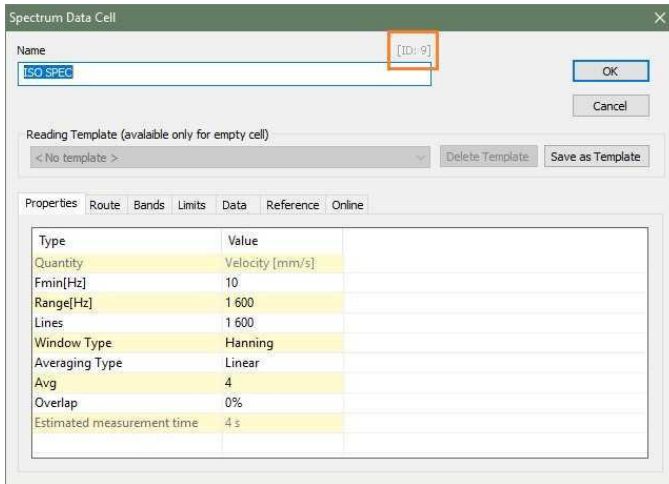 Spectrum Data Cell
Name [ID: 9]
ISO SPEC
OK
Cancel
Reading Template (avalaible only for empty cell)
< No template > Delete Template Save as Template
Properties Route Bands Limits Data Reference Online
Type Value
Quantity Velocity [mm/s]
Fmin[Hz] 10
Range[Hz] 1 600
Lines 1 600
Window Type Hanning
Averaging Type Linear
Avg 4
Overlap 0%
Estimated measurement time 4 s